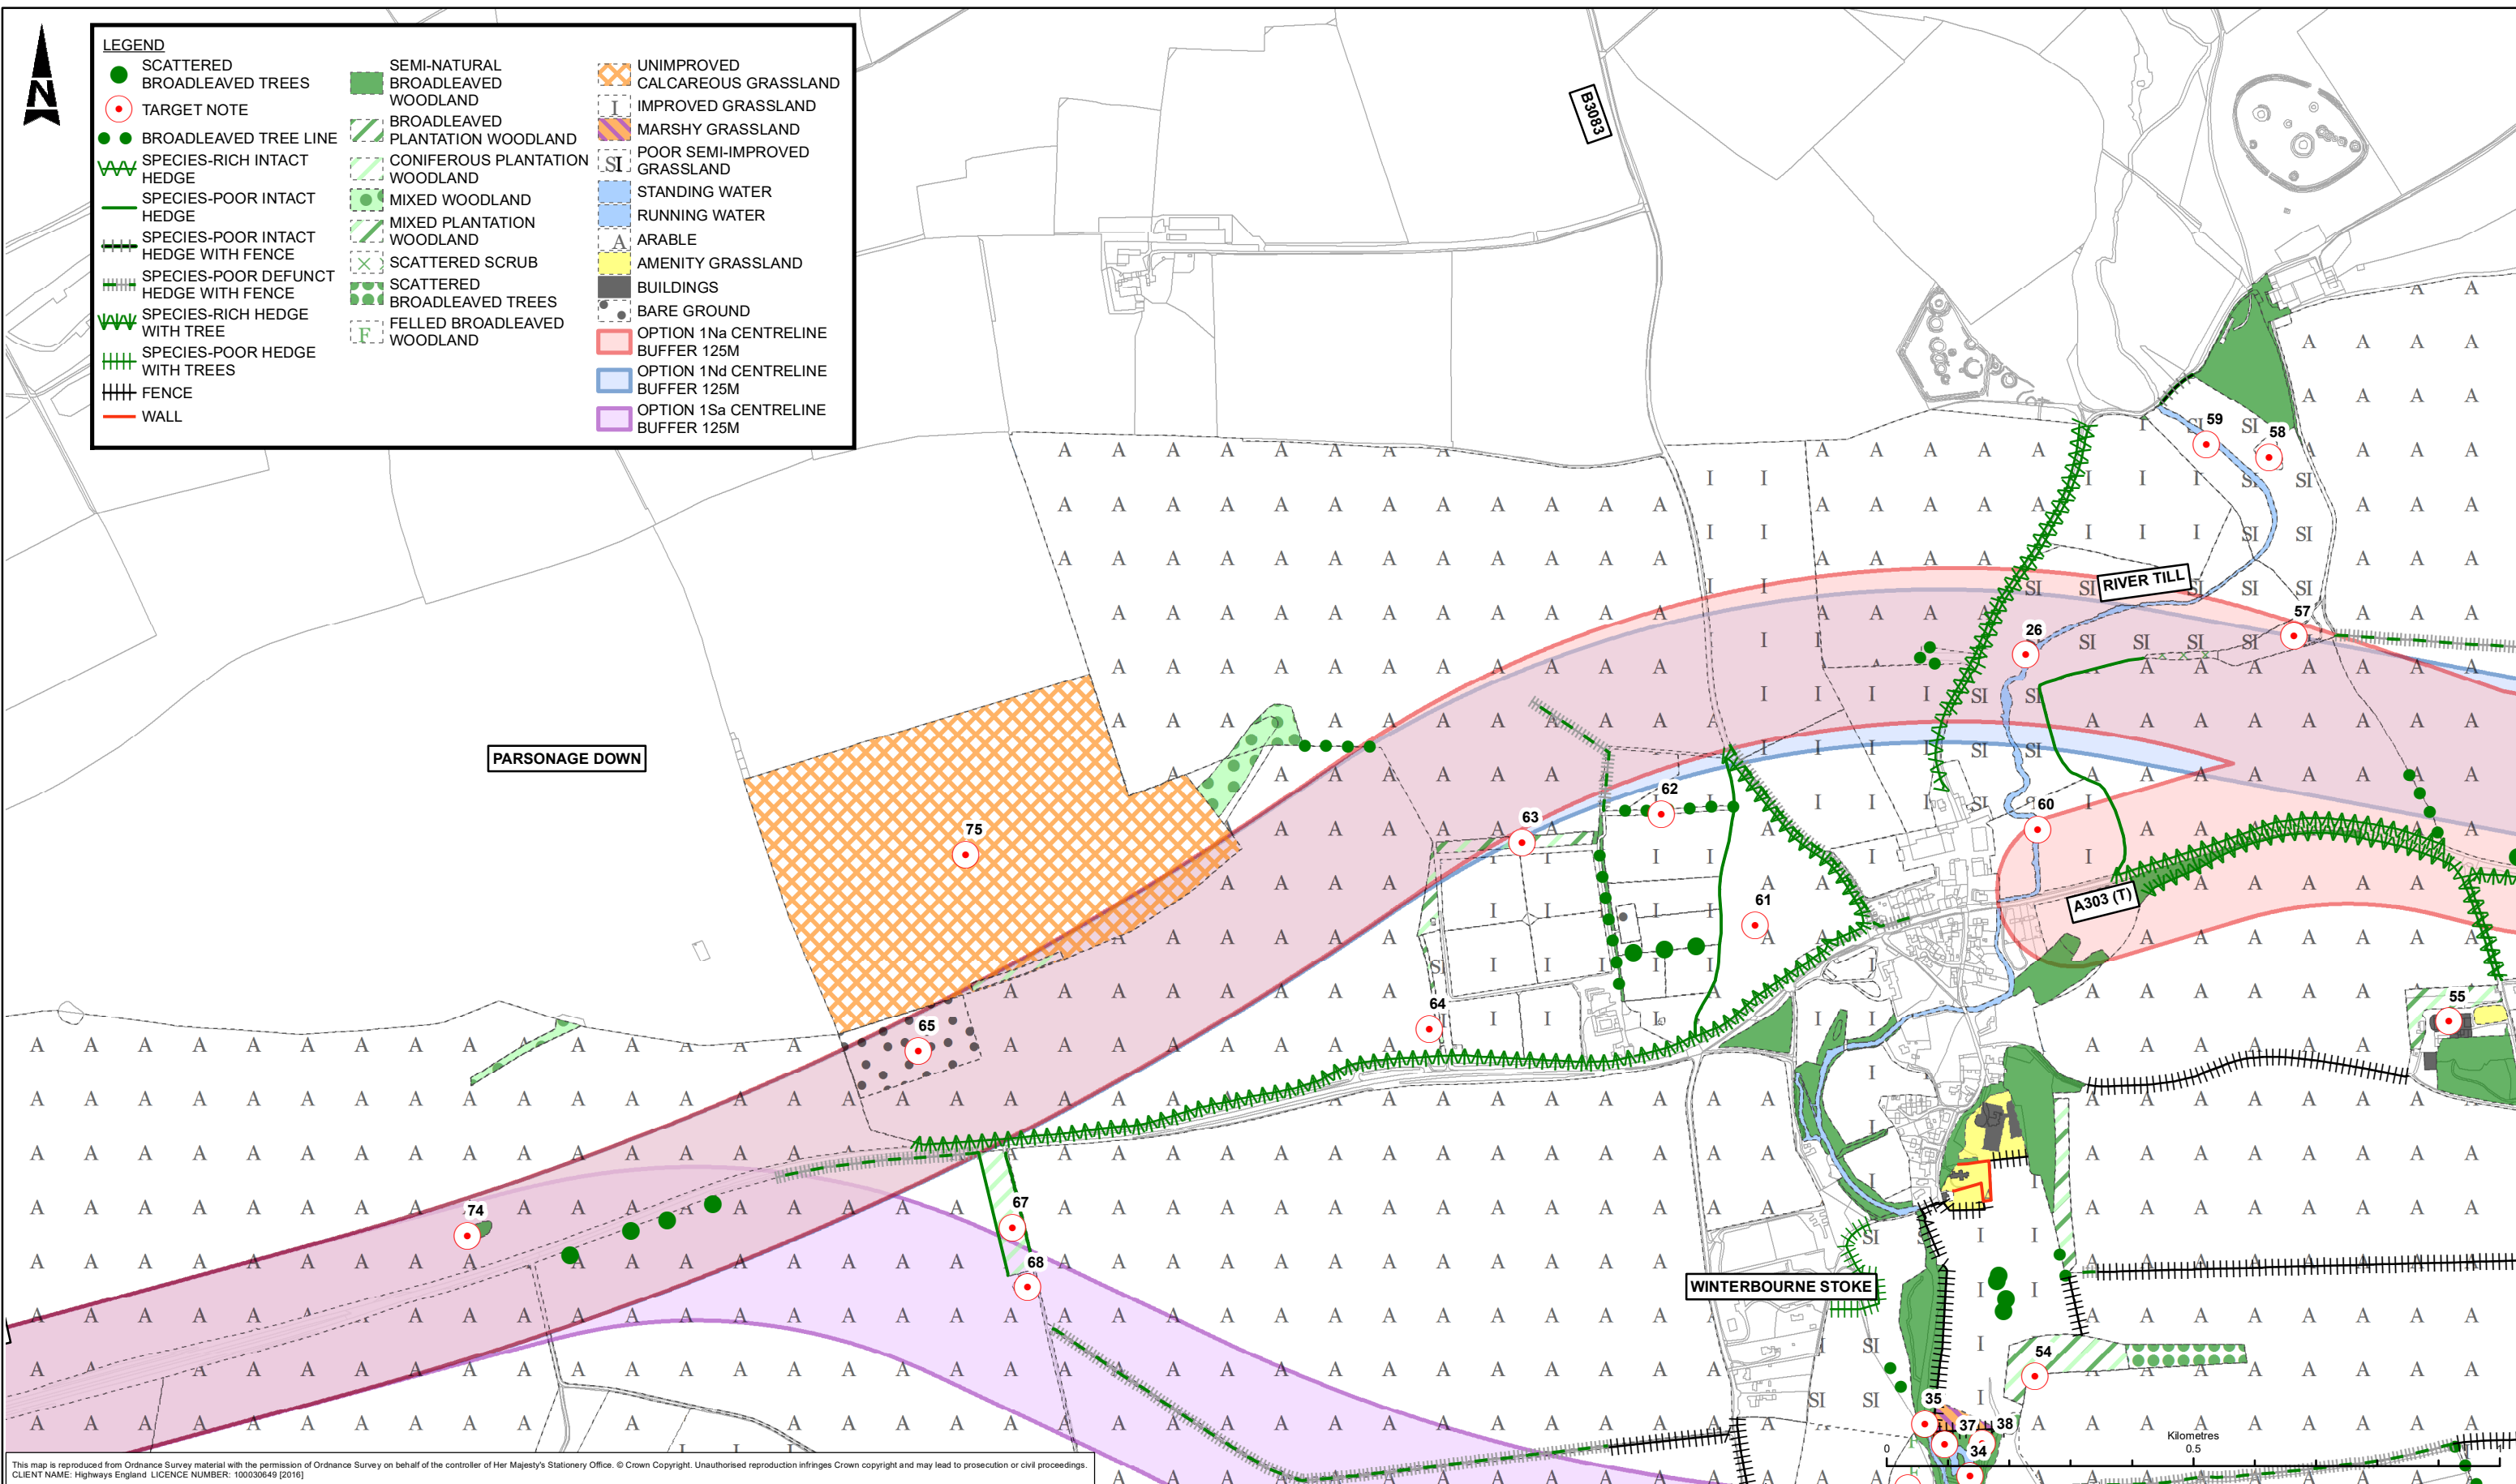 LEGEND
SCATTERED
BROADLEAVED TREES
TARGET NOTE
BROADLEAVED TREE LINE
SPECIES-RICH INTACT
HEDGE
SPECIES-POOR INTACT
HEDGE
SPECIES-POOR INTACT
HEDGE WITH FENCE
SPECIES-POOR DEFUNCT
HEDGE WITH FENCE
SPECIES-RICH HEDGE
WITH TREE
SPECIES-POOR HEDGE
WITH TREES
FENCE
WALL
SEMI-NATURAL
BROADLEAVED
WOODLAND
BROADLEAVED
PLANTATION WOODLAND
CONIFEROUS PLANTATION
WOODLAND
MIXED WOODLAND
MIXED PLANTATION
WOODLAND
SCATTERED SCRUB
SCATTERED
BROADLEAVED TREES
F FELLED BROADLEAVED
WOODLAND
UNIMPROVED
CALCAREOUS GRASSLAND
I IMPROVED GRASSLAND
MARSHY GRASSLAND
SI POOR SEMI-IMPROVED
GRASSLAND
STANDING WATER
RUNNING WATER
A ARABLE
AMENITY GRASSLAND
BUILDINGS
BARE GROUND
OPTION 1Na CENTRELINE
BUFFER 125M
OPTION 1Nd CENTRELINE
BUFFER 125M
OPTION 1Sa CENTRELINE
BUFFER 125M
N
B3083
59
58
RIVER TILL
57
26
PARSONAGE DOWN
62
60
63
75
A303 (T)
61
55
64
65
74
67
68
WINTERBOURNE STOKE
54
35
37
38
34
Kilometres
0
0.5
This map is reproduced from Ordnance Survey material with the permission of Ordnance Survey on behalf of the controller of Her Majesty's Stationery Office. © Crown Copyright. Unauthorised reproduction infringes Crown copyright and may lead to prosecution or civil proceedings.
CLIENT NAME: Highways England LICENCE NUMBER: 100030649 [2016]